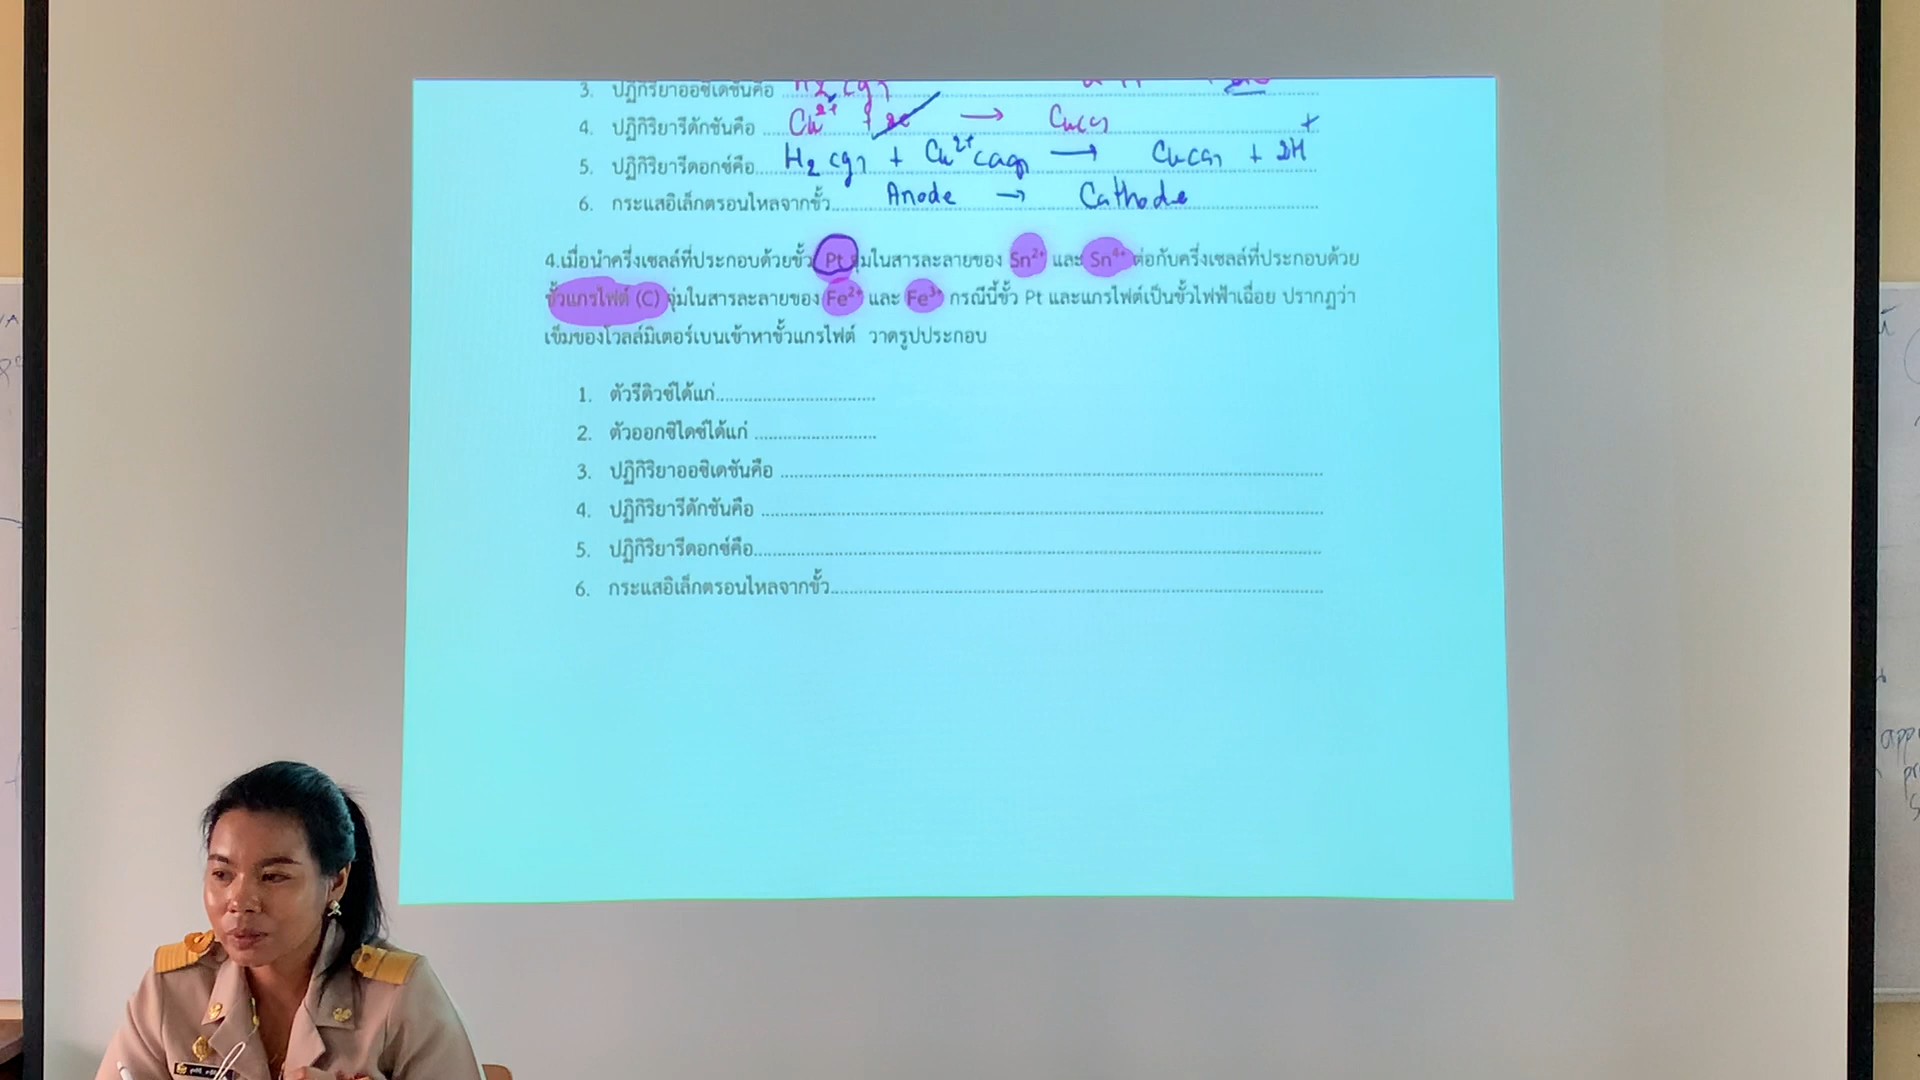 3. ปฏิกิริยาออซิเดชันคือ H2 cg)
4. ปฏิกิริยารีดักชันคือ Cu2+ + 2e → Cucs)
5. ปฏิกิริยารีดอกซ์คือ H2 cg) + Cu2+ caq) → Cucs) + 2H+
6. กระแสอิเล็กตรอนไหลจากขั้ว Anode → Cathode
4.เมื่อนำครึ่งเซลล์ที่ประกอบด้วยขั้ว Pt จุ่มในสารละลายของ Sn2+ และ Sn4+ ต่อกับครึ่งเซลล์ที่ประกอบด้วย
ขั้วแกรไฟต์ (C) จุ่มในสารละลายของ Fe2+ และ Fe3+ กรณีนี้ขั้ว Pt และแกรไฟต์เป็นขั้วไฟฟ้าเฉื่อย ปรากฏว่า
เข็มของโวลล์มิเตอร์เบนเข้าหาขั้วแกรไฟต์ วาดรูปประกอบ
1. ตัวรีดิวซ์ได้แก่
2. ตัวออกซิไดซ์ได้แก่
3. ปฏิกิริยาออซิเดชันคือ
4. ปฏิกิริยารีดักชันคือ
5. ปฏิกิริยารีดอกซ์คือ
6. กระแสอิเล็กตรอนไหลจากขั้ว